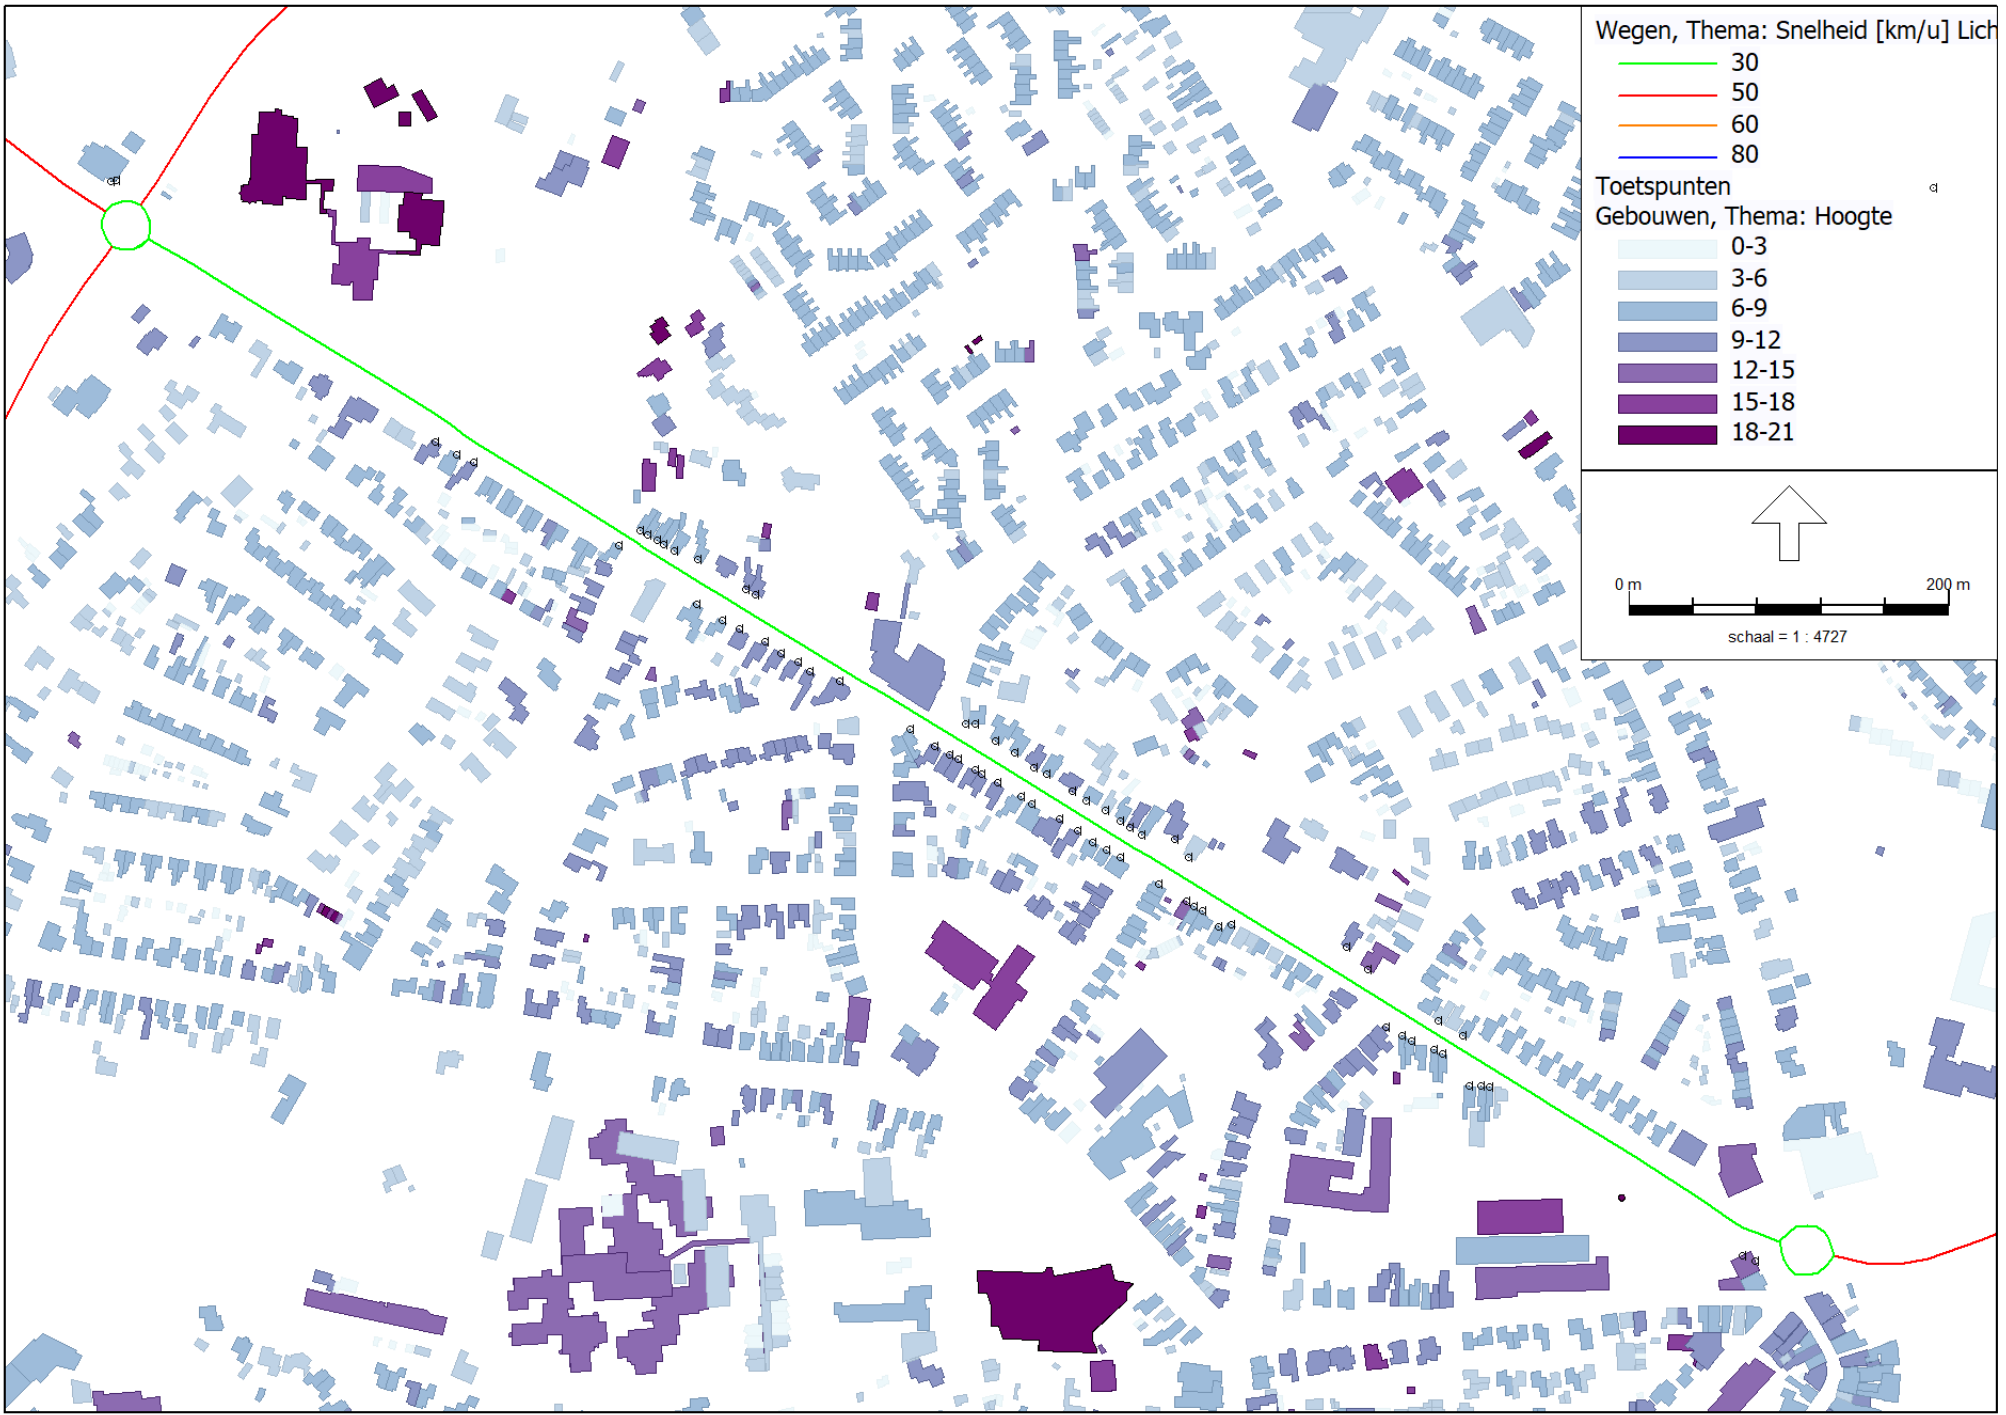 Wegen, Thema: Snelheid [km/u] Lich
30
50
60
80
Toetspunten
Gebouwen, Thema: Hoogte
0-3
3-6
6-9
9-12
12-15
15-18
18-21
0 m 200 m
schaal = 1 : 4727